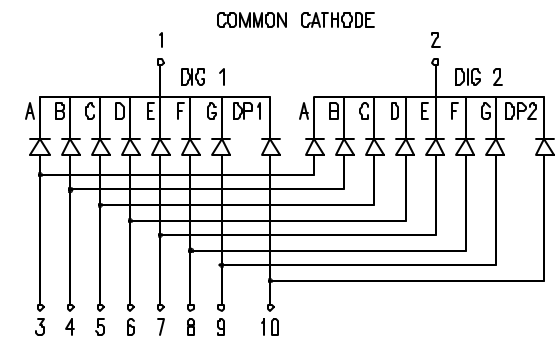 COMMON CATHODE
1 2
DIG 1 DIG 2
A B C D E F G DP1 A B C D E F G DP2
3 4 5 6 7 8 9 10